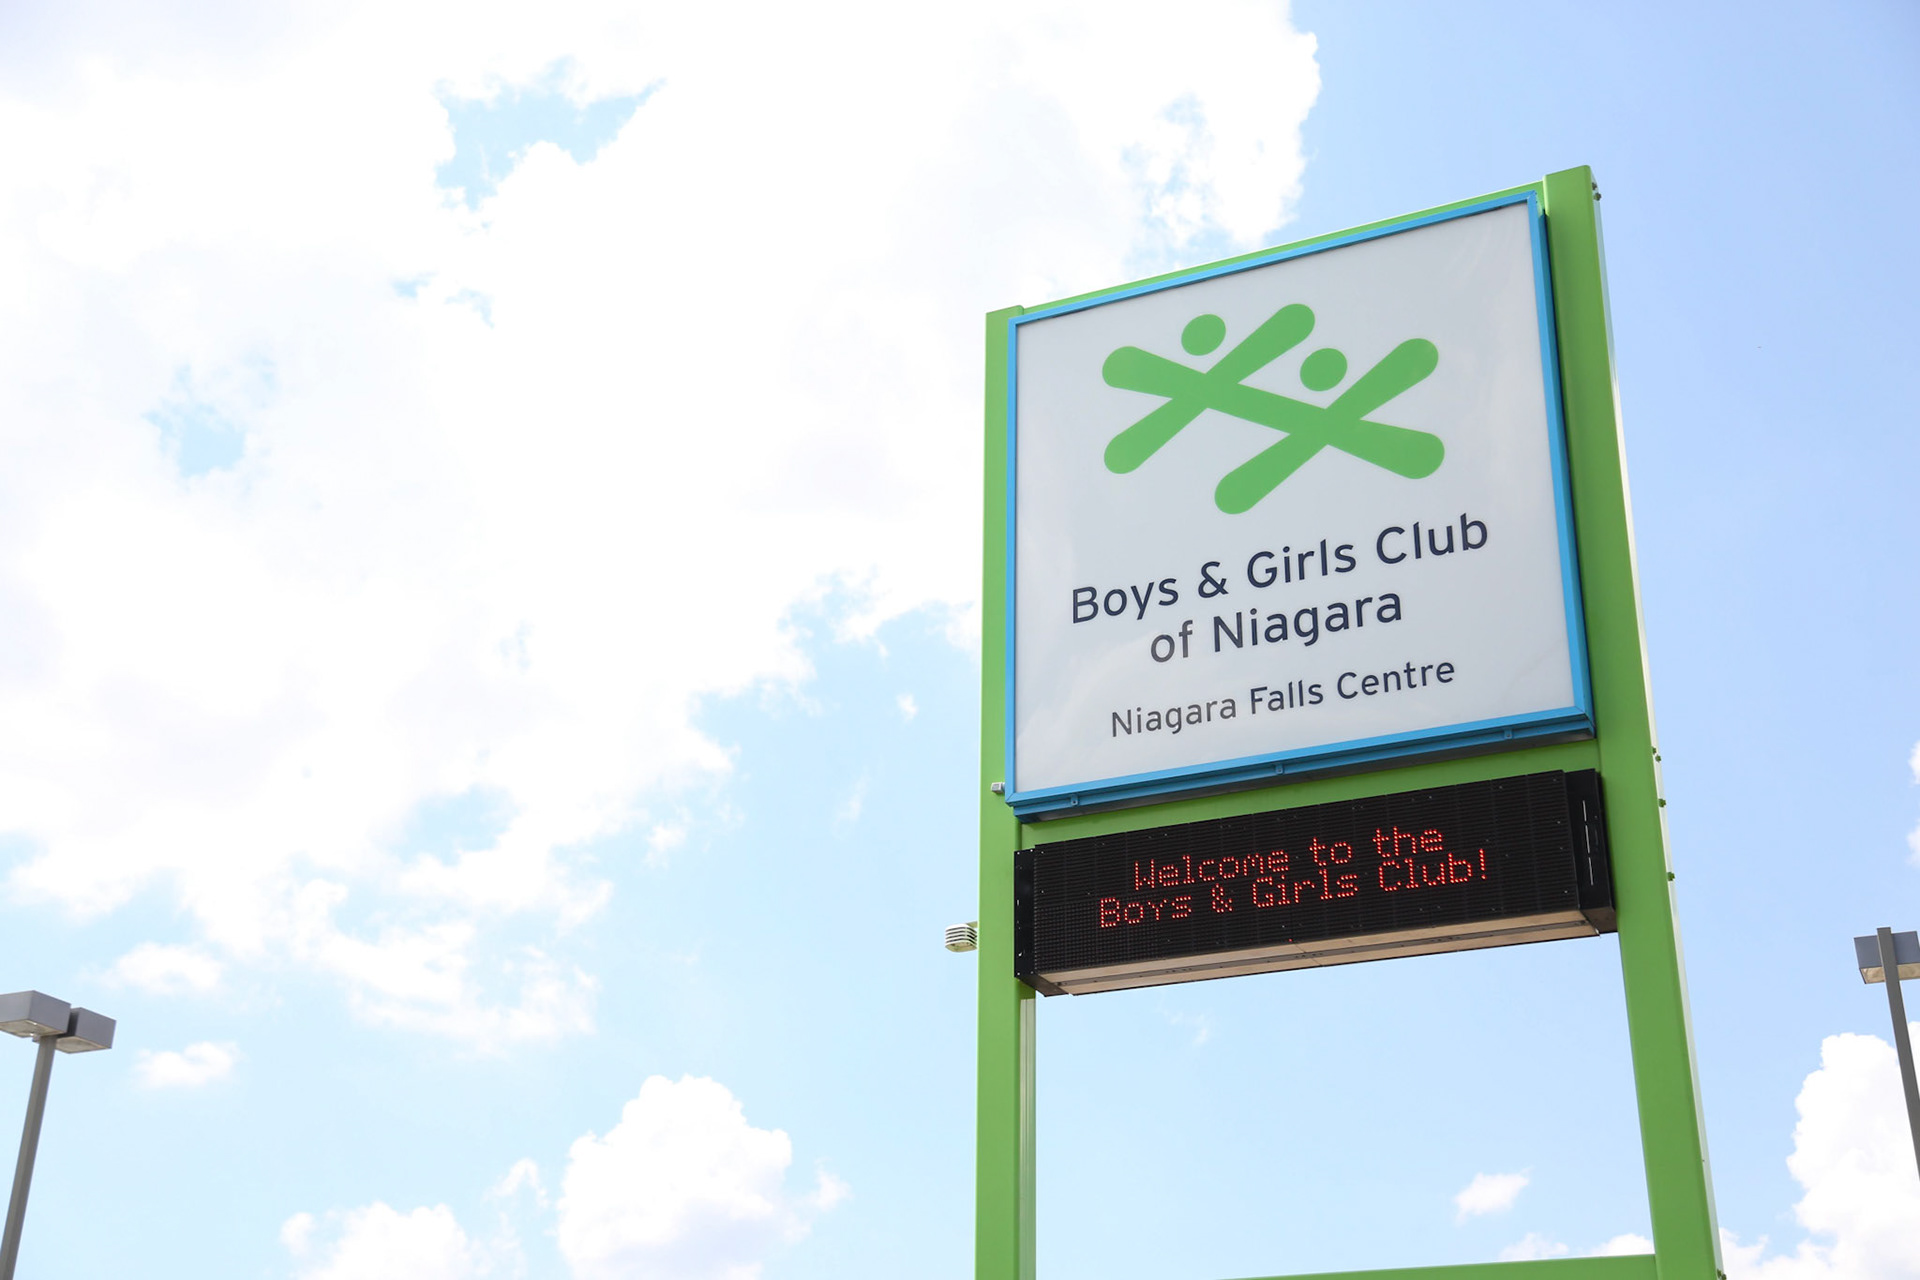 Boys & Girls Club
of Niagara
Niagara Falls Centre
Welcome to the
Boys & Girls Club!